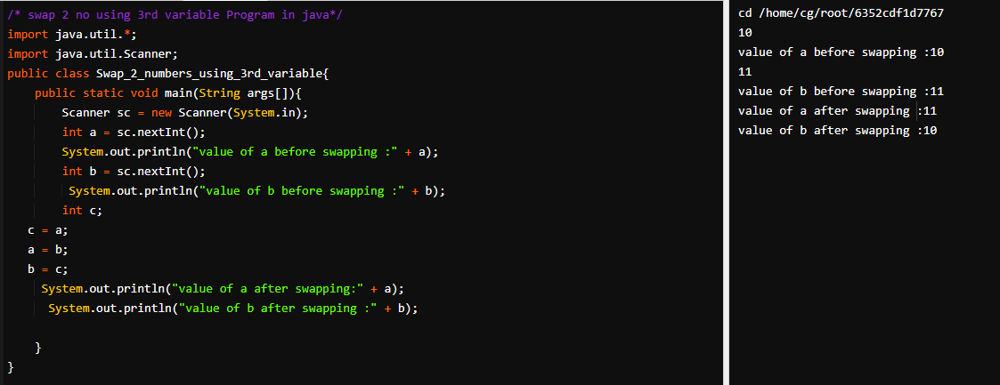 /* swap 2 no using 3rd variable Program in java*/
import java.util.*;
import java.util.Scanner;
public class Swap_2_numbers_using_3rd_variable{
    public static void main(String args[]){
        Scanner sc = new Scanner(System.in);
        int a = sc.nextInt();
        System.out.println("value of a before swapping :" + a);
        int b = sc.nextInt();
         System.out.println("value of b before swapping :" + b);
        int c;
   c = a;
   a = b;
   b = c;
     System.out.println("value of a after swapping:" + a);
      System.out.println("value of b after swapping :" + b);
    }
}
cd /home/cg/root/6352cdf1d7767
10
value of a before swapping :10
11
value of b before swapping :11
value of a after swapping :11
value of b after swapping :10